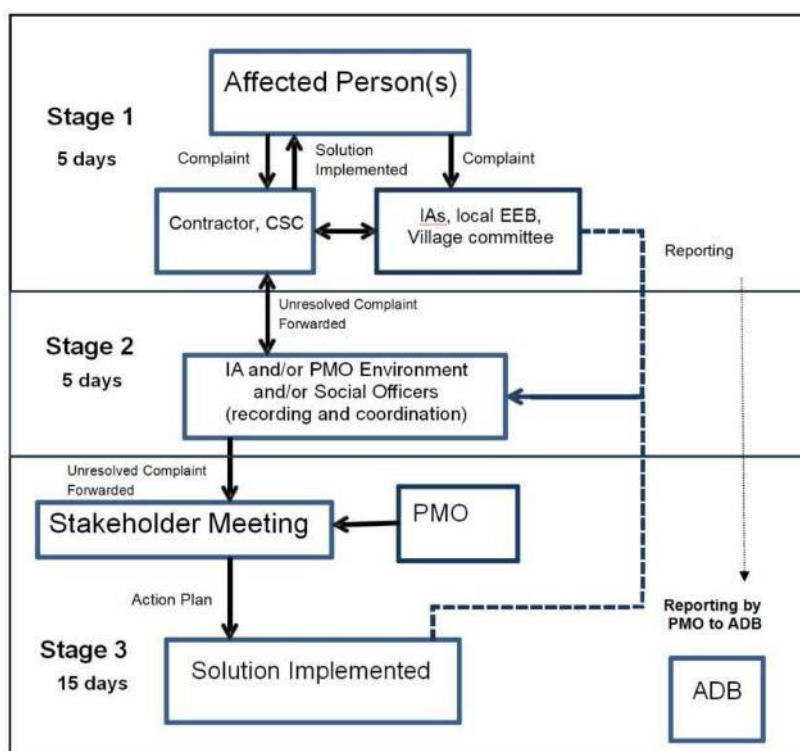 Affected Person(s)
Stage 1
5 days
Complaint
Solution
Implemented
Complaint
Contractor, CSC
IAs, local EEB,
Village committee
Reporting
Unresolved Complaint
Forwarded
Stage 2
5 days
IA and/or PMO Environment
and/or Social Officers
(recording and coordination)
Unresolved Complaint
Forwarded
Stakeholder Meeting
PMO
Action Plan
Reporting by
PMO to ADB
Stage 3
15 days
Solution Implemented
ADB